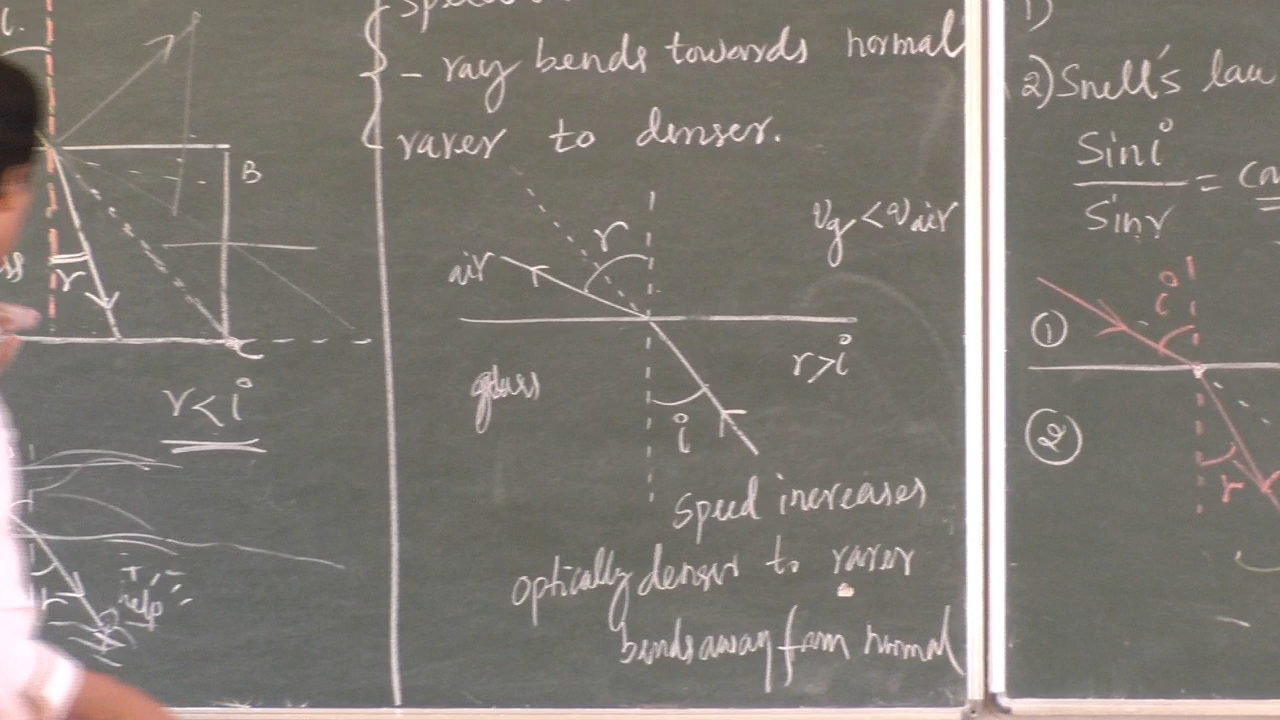 i.
B
r
r < i
help
- ray bends towards normal
rarer to denser.
vg < vair
r
air
r > i
glass
i
Speed increases
optically denser to rarer
bends away from normal
1)
2) Snell's law
Sin i
=
Sin r
i
①
②
r